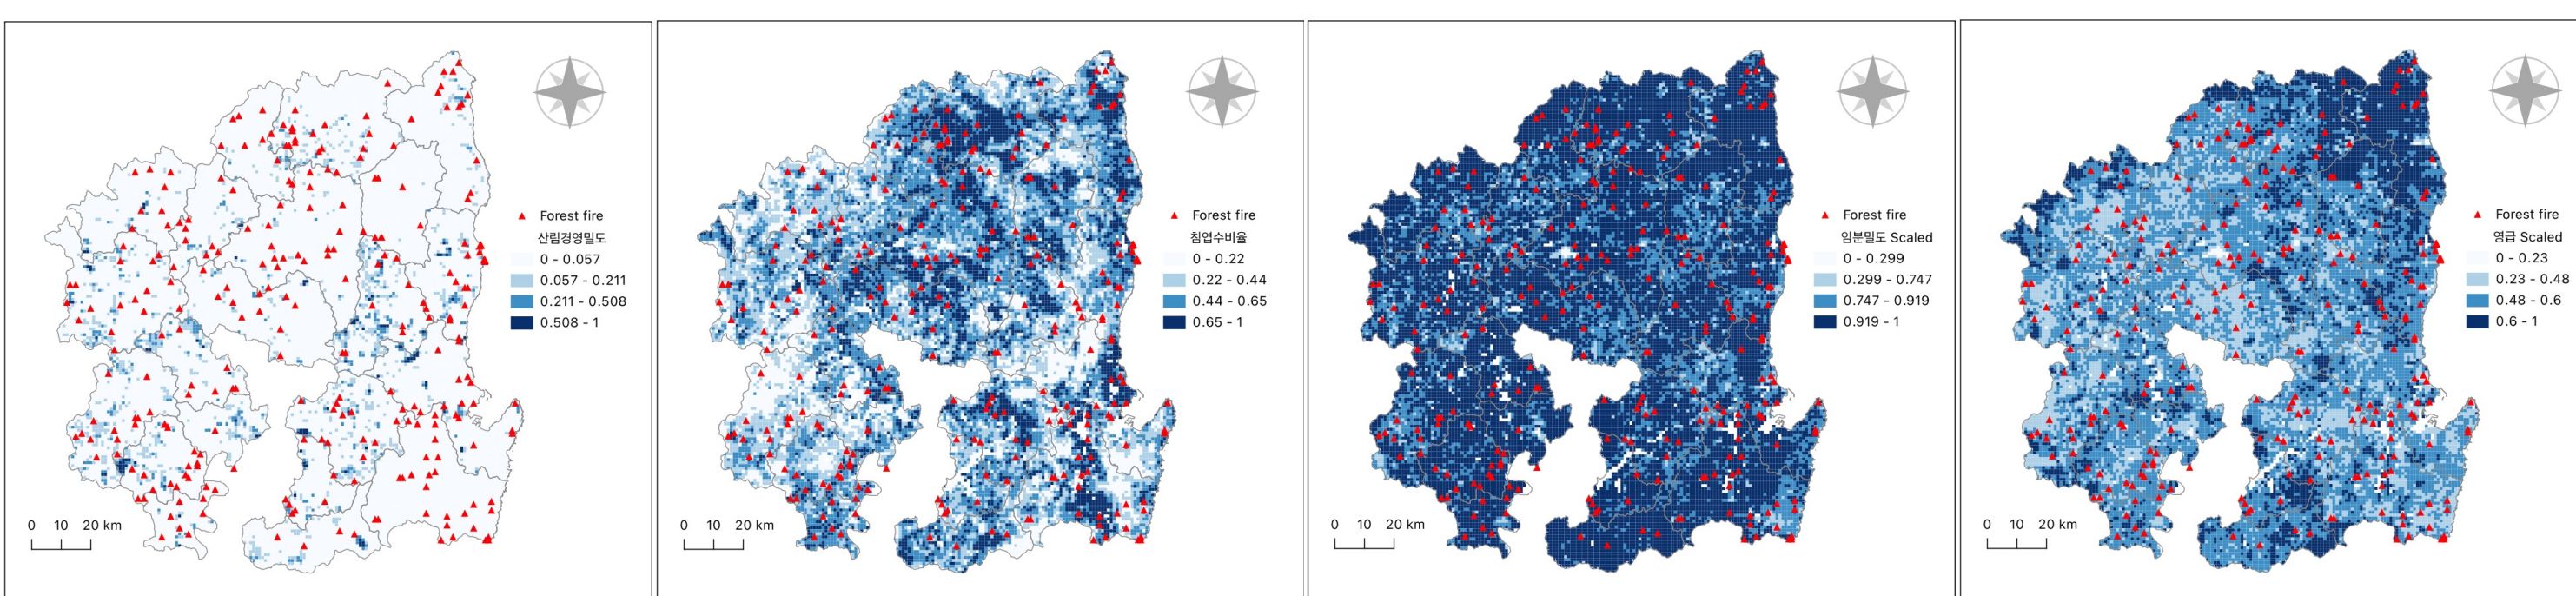 Forest fire
산림경영밀도
0 - 0.057
0.057 - 0.211
0.211 - 0.508
0.508 - 1
0 10 20 km
Forest fire
침엽수비율
0 - 0.22
0.22 - 0.44
0.44 - 0.65
0.65 - 1
0 10 20 km
Forest fire
임분밀도 Scaled
0 - 0.299
0.299 - 0.747
0.747 - 0.919
0.919 - 1
0 10 20 km
Forest fire
영급 Scaled
0 - 0.23
0.23 - 0.48
0.48 - 0.6
0.6 - 1
0 10 20 km